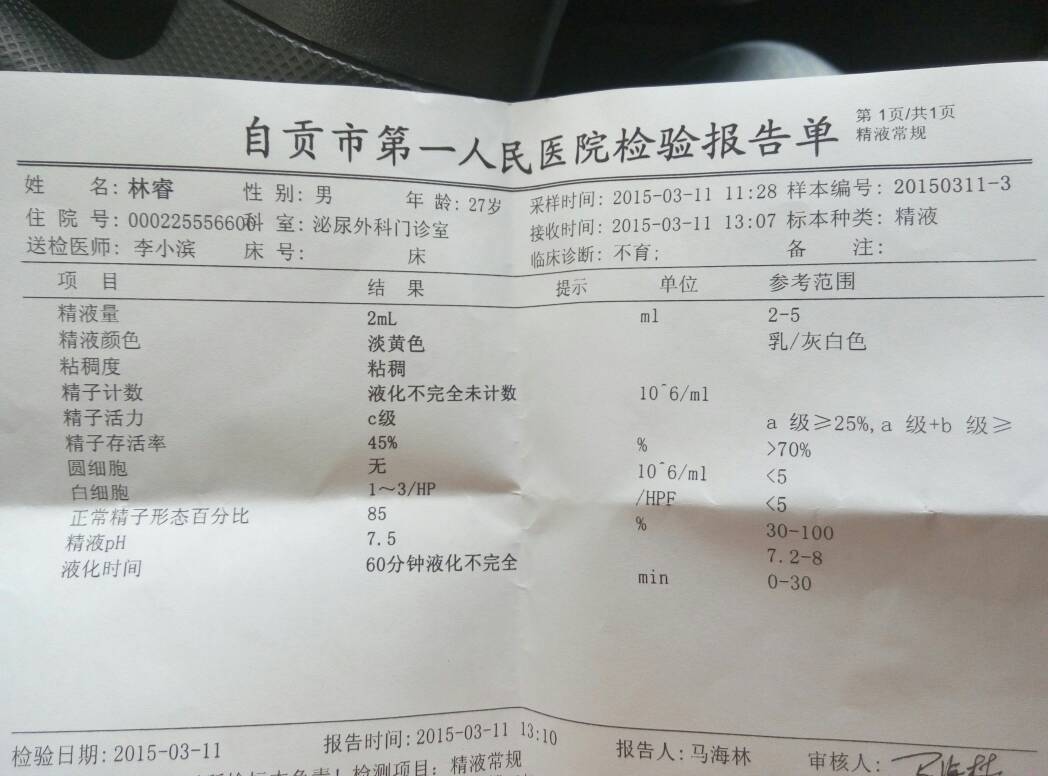 第 1页/共1页
自贡市第一人民医院检验报告单
精液常规
姓 名: 林睿 性 别: 男 年 龄: 27岁 采样时间: 2015-03-11 11:28 样本编号: 20150311-3
住 院 号: 000225556600 科 室: 泌尿外科门诊室 接收时间: 2015-03-11 13:07 标本种类: 精液
送检医师: 李小滨 床 号: 床 临床诊断: 不育; 备 注:
项 目 结 果 提示 单位 参考范围
精液量 2mL ml 2-5
精液颜色 淡黄色 乳/灰白色
粘稠度 粘稠
精子计数 液化不完全未计数 10^6/ml
精子活力 c级 a 级≥25%,a 级+b 级≥
精子存活率 45% % >70%
圆细胞 无 10^6/ml <5
白细胞 1~3/HP /HPF <5
正常精子形态百分比 85 % 30-100
精液pH 7.5 7.2-8
液化时间 60分钟液化不完全 min 0-30
检验日期: 2015-03-11 报告时间: 2015-03-11 13:10 报告人: 马海林 审核人:
检测项目: 精液常规